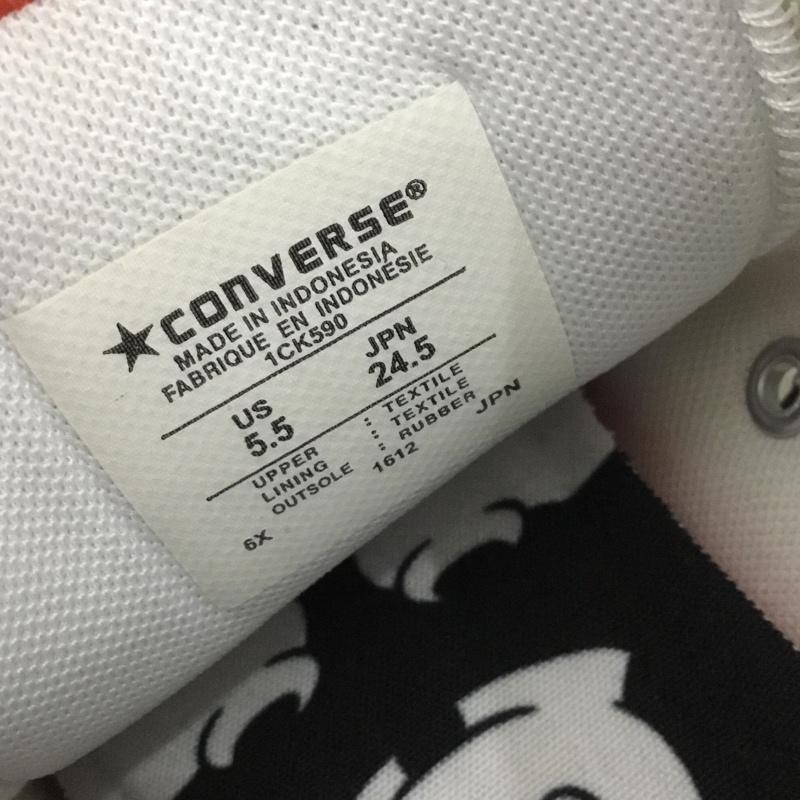 ★CONVERSE®
MADE IN INDONESIA
FABRIQUE EN INDONÉSIE
1CK590
US JPN
5.5 24.5
UPPER : TEXTILE
LINING : TEXTILE
OUTSOLE : RUBBER
6X 1612 JPN